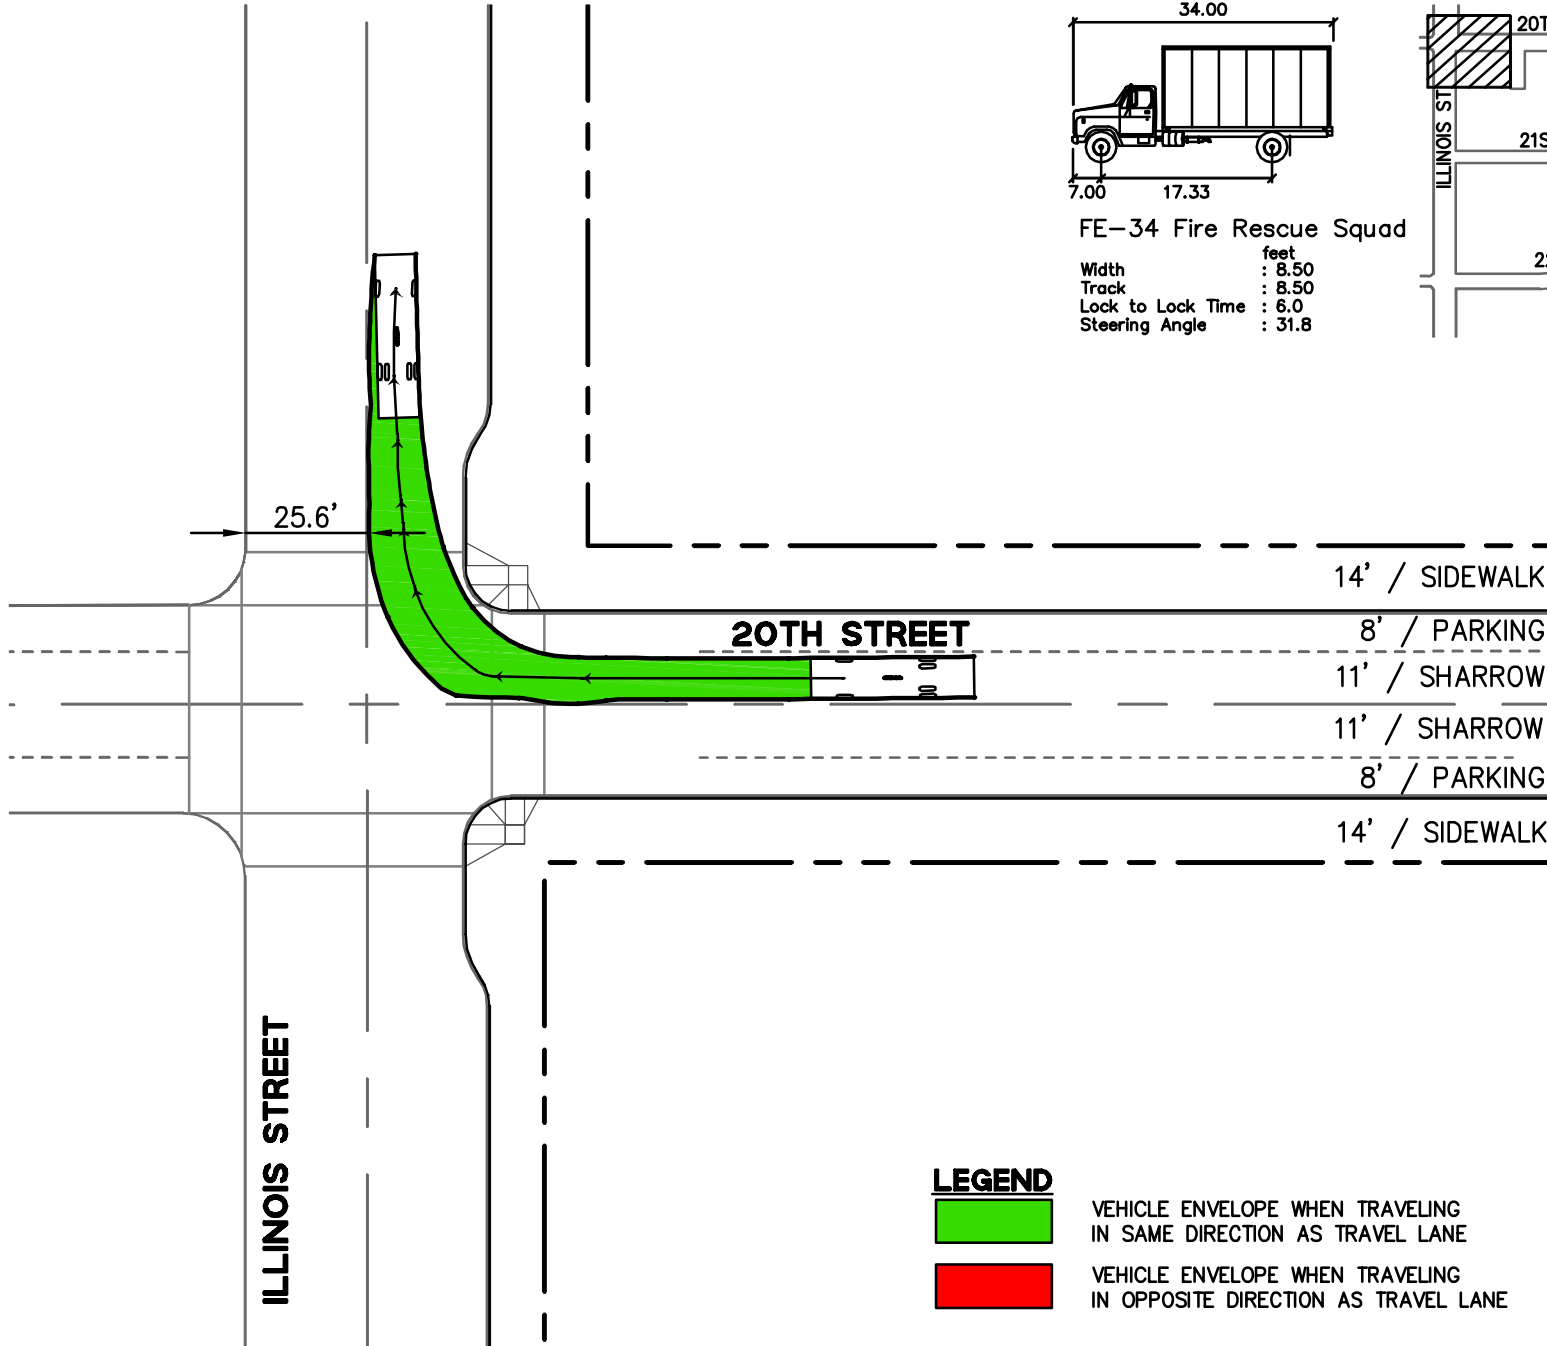 34.00
7.00
17.33
FE-34 Fire Rescue Squad
feet
Width : 8.50
Track : 8.50
Lock to Lock Time : 6.0
Steering Angle : 31.8
ILLINOIS ST
25.6'
14' / SIDEWALK
20TH STREET
8' / PARKING
11' / SHARROW
11' / SHARROW
8' / PARKING
14' / SIDEWALK
ILLINOIS STREET
LEGEND
VEHICLE ENVELOPE WHEN TRAVELING
IN SAME DIRECTION AS TRAVEL LANE
VEHICLE ENVELOPE WHEN TRAVELING
IN OPPOSITE DIRECTION AS TRAVEL LANE